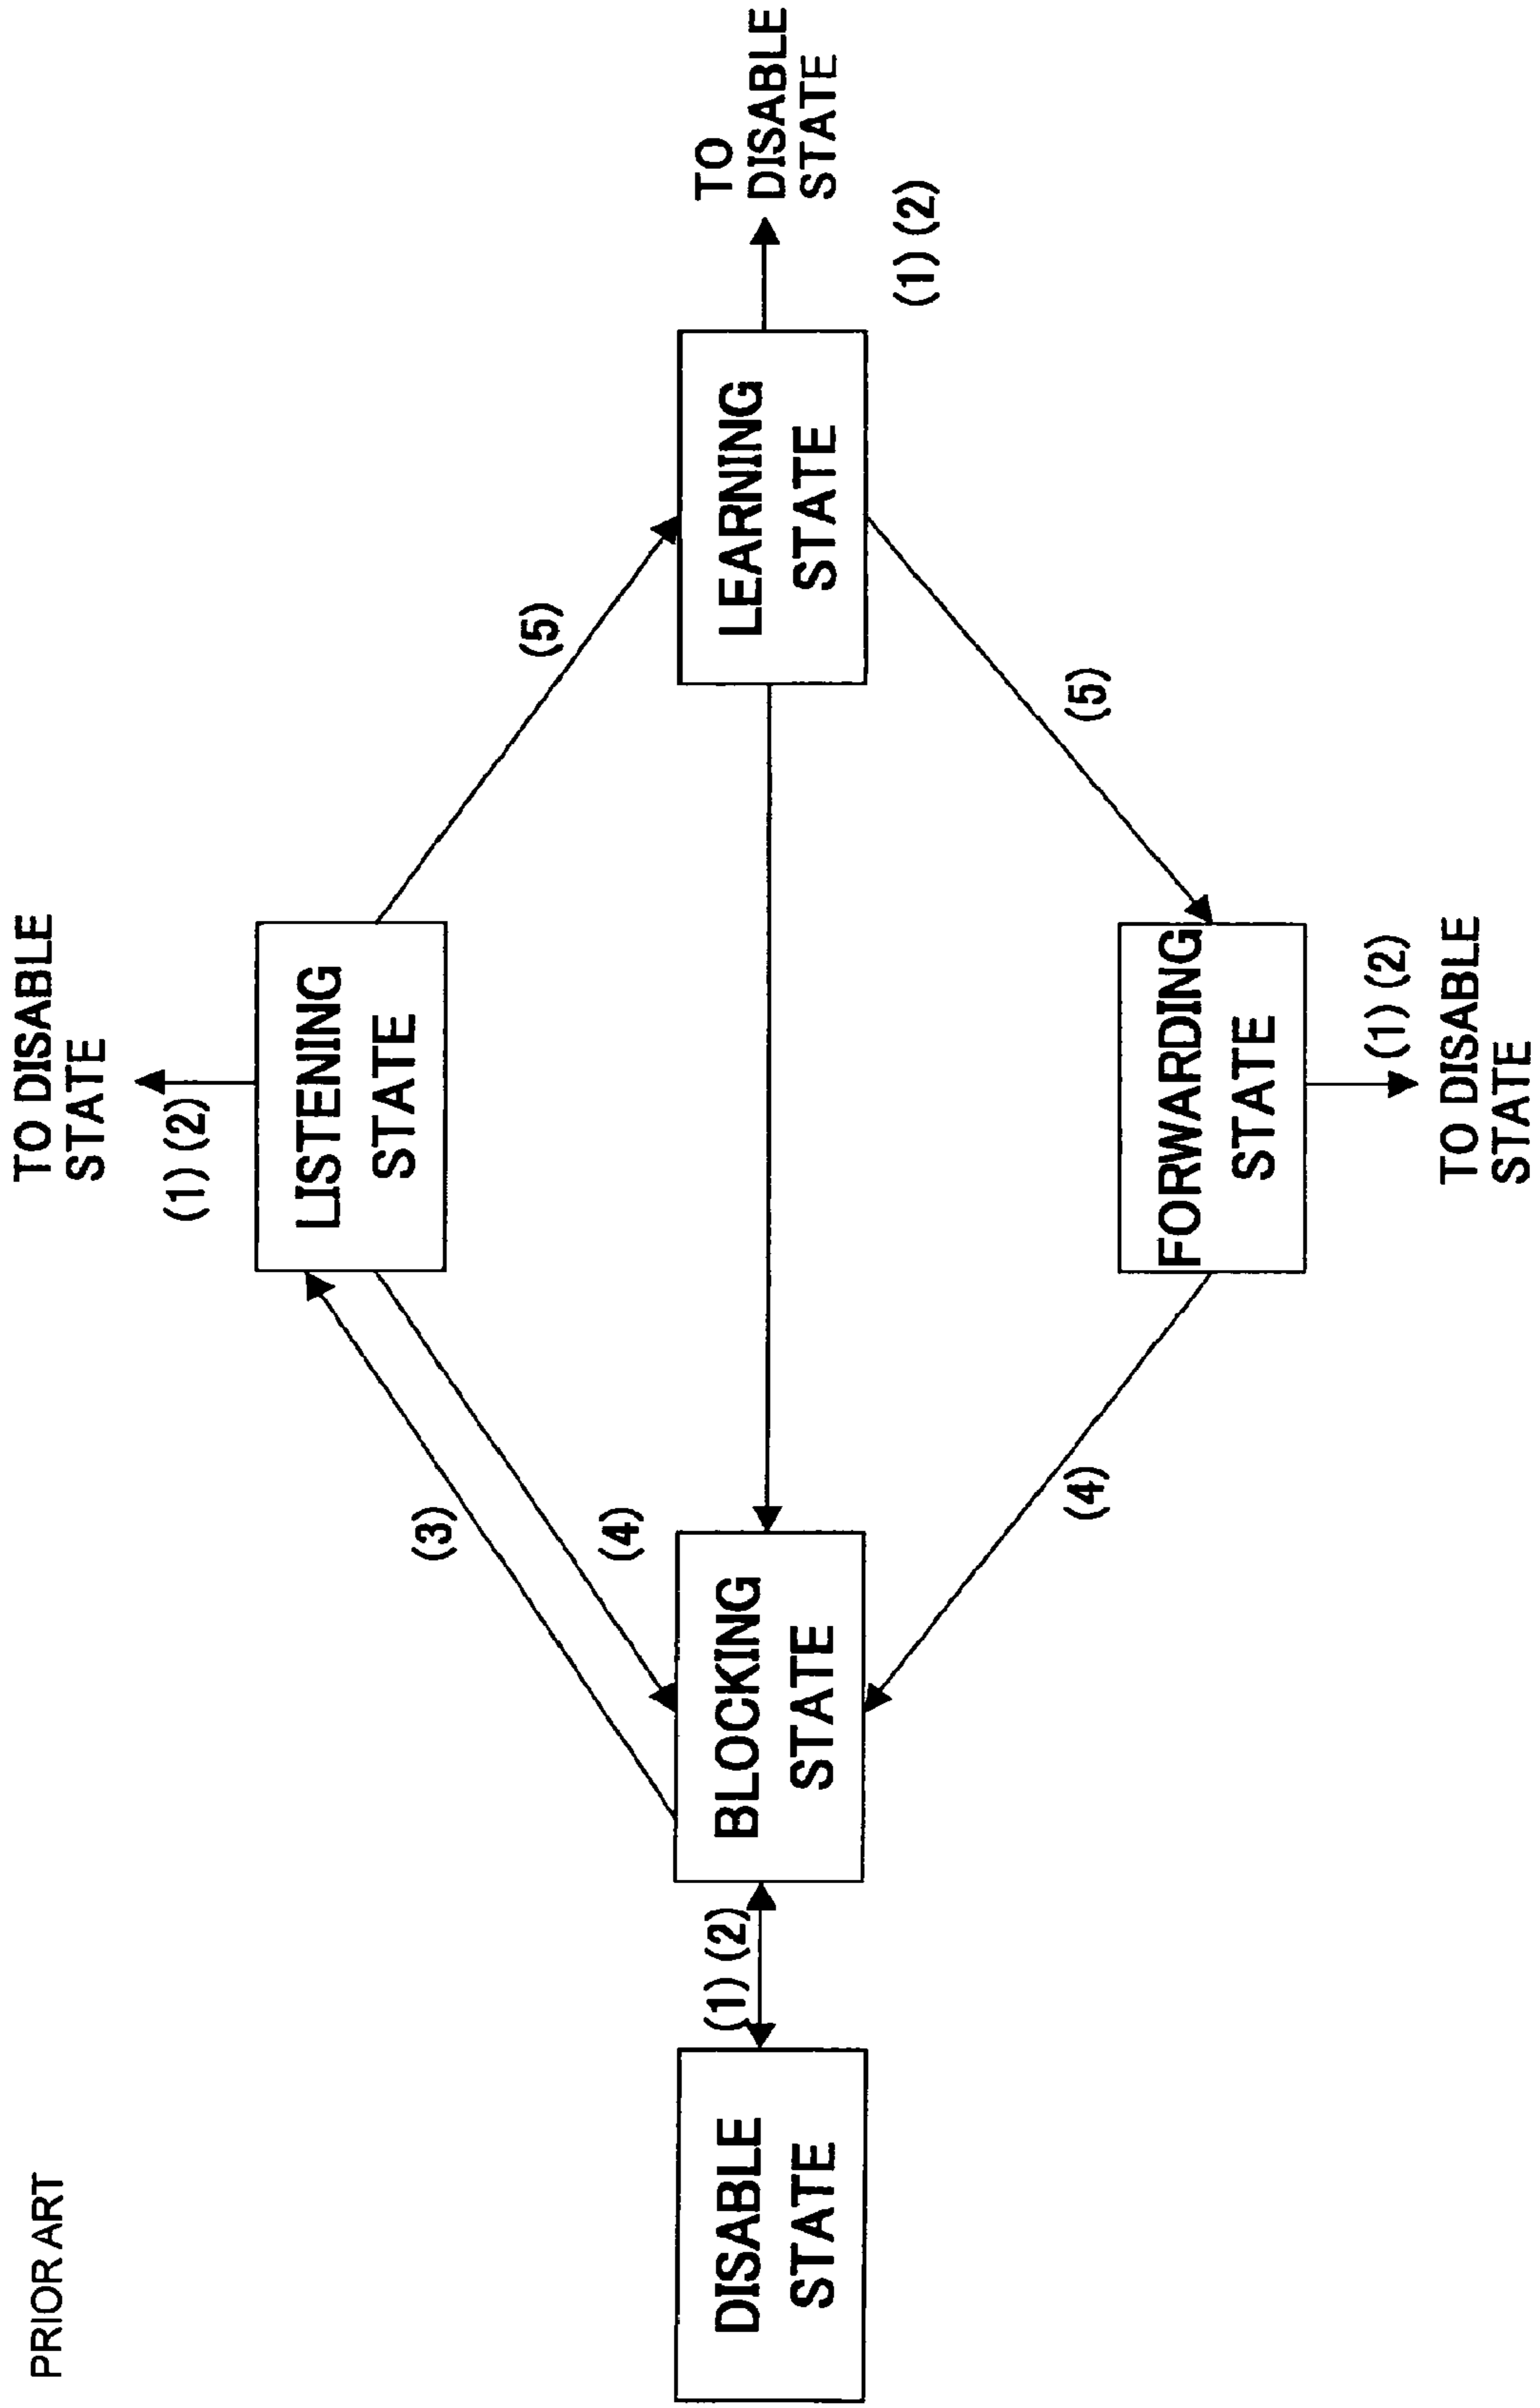 PRIOR ART
TO DISABLE
STATE
(1) (2)
LISTENING
STATE
(3)
(4)
(5)
DISABLE
STATE
(1) (2)
BLOCKING
STATE
LEARNING
STATE
TO
DISABLE
STATE
(1) (2)
(4)
(5)
FORWARDING
STATE
(1) (2)
TO DISABLE
STATE